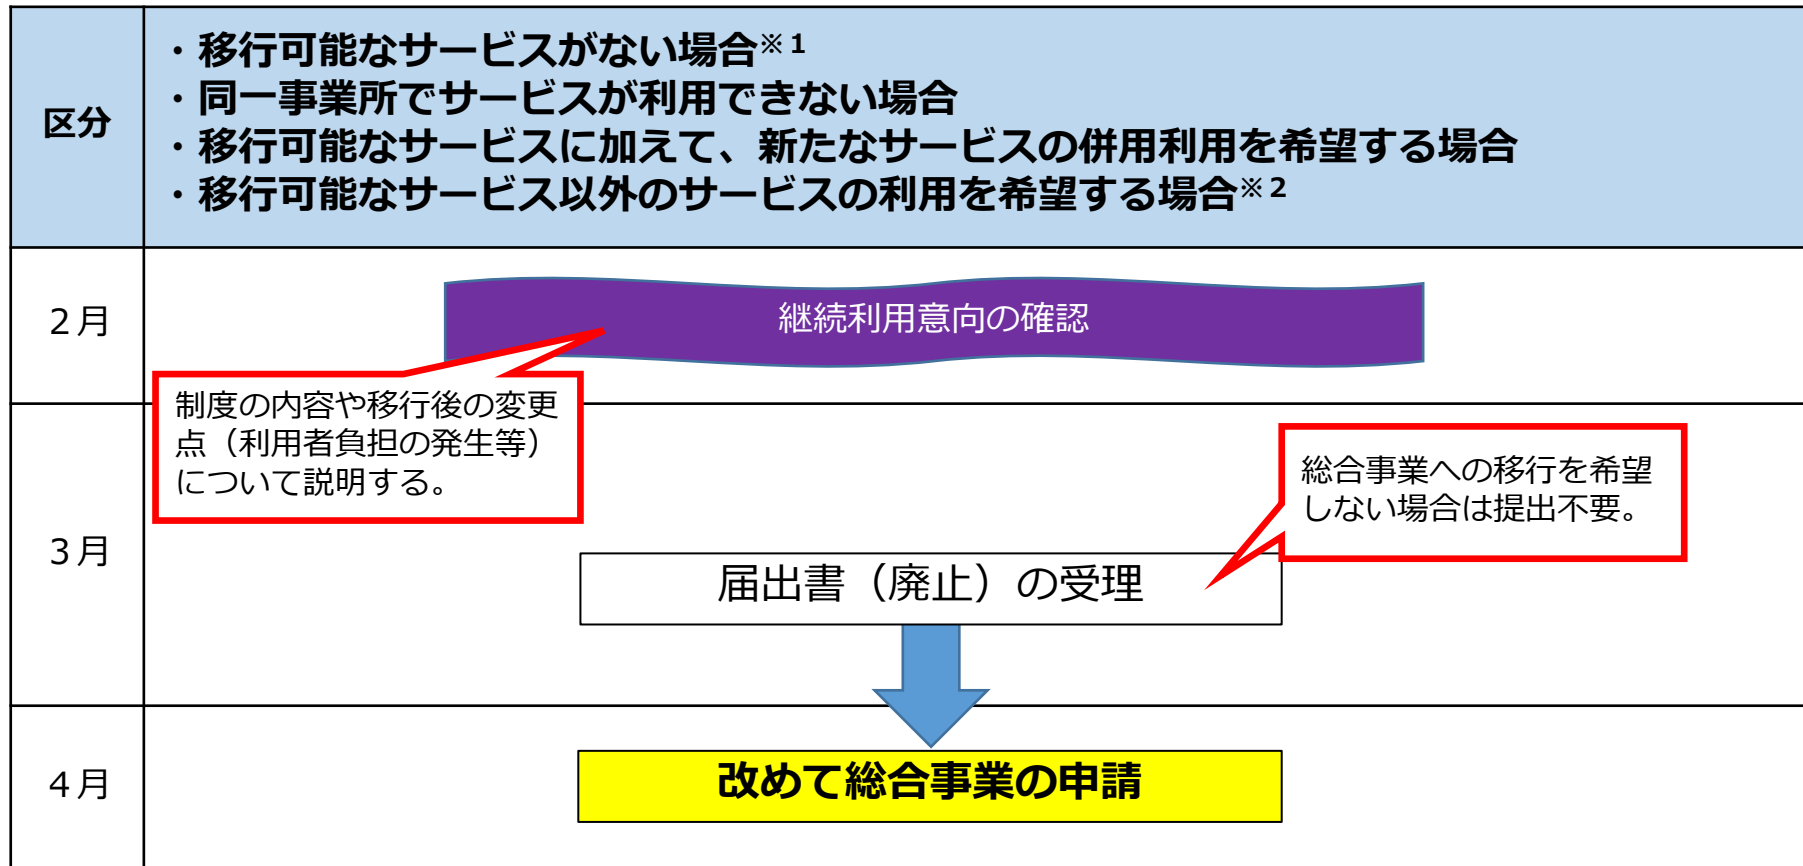 区分
・移行可能なサービスがない場合※1
・同一事業所でサービスが利用できない場合
・移行可能なサービスに加えて、新たなサービスの併用利用を希望する場合
・移行可能なサービス以外のサービスの利用を希望する場合※2
２月
継続利用意向の確認
制度の内容や移行後の変更
点（利用者負担の発生等）
について説明する。
３月
総合事業への移行を希望
しない場合は提出不要。
届出書（廃止）の受理
４月
改めて総合事業の申請